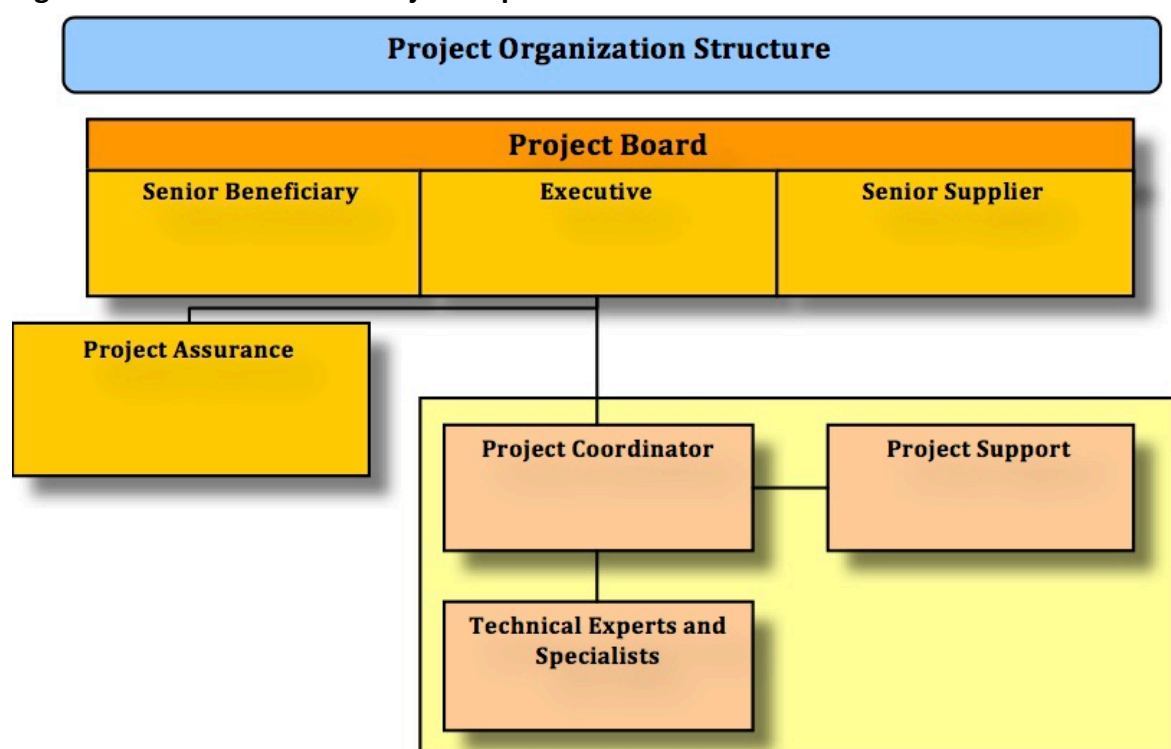 Project Organization Structure
Project Board
Senior Beneficiary
Executive
Senior Supplier
Project Assurance
Project Coordinator
Project Support
Technical Experts and
Specialists